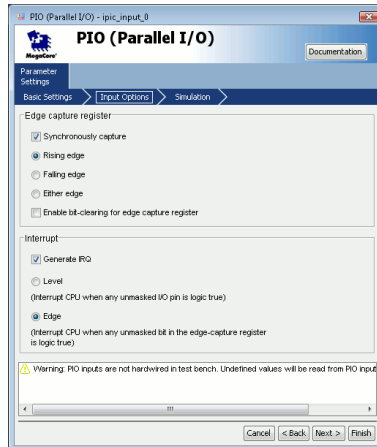 PIO (Parallel I/O) - ipic_input_0
MegaCore
PIO (Parallel I/O)
Documentation
Parameter
Settings
Basic Settings
Input Options
Simulation
Edge capture register
Synchronously capture
Rising edge
Falling edge
Either edge
Enable bit-clearing for edge capture register
Interrupt
Generate IRQ
Level
(Interrupt CPU when any unmasked I/O pin is logic true)
Edge
(Interrupt CPU when any unmasked bit in the edge-capture register
is logic true)
Warning: PIO inputs are not hardwired in test bench. Undefined values will be read from PIO input
Cancel
< Back
Next >
Finish